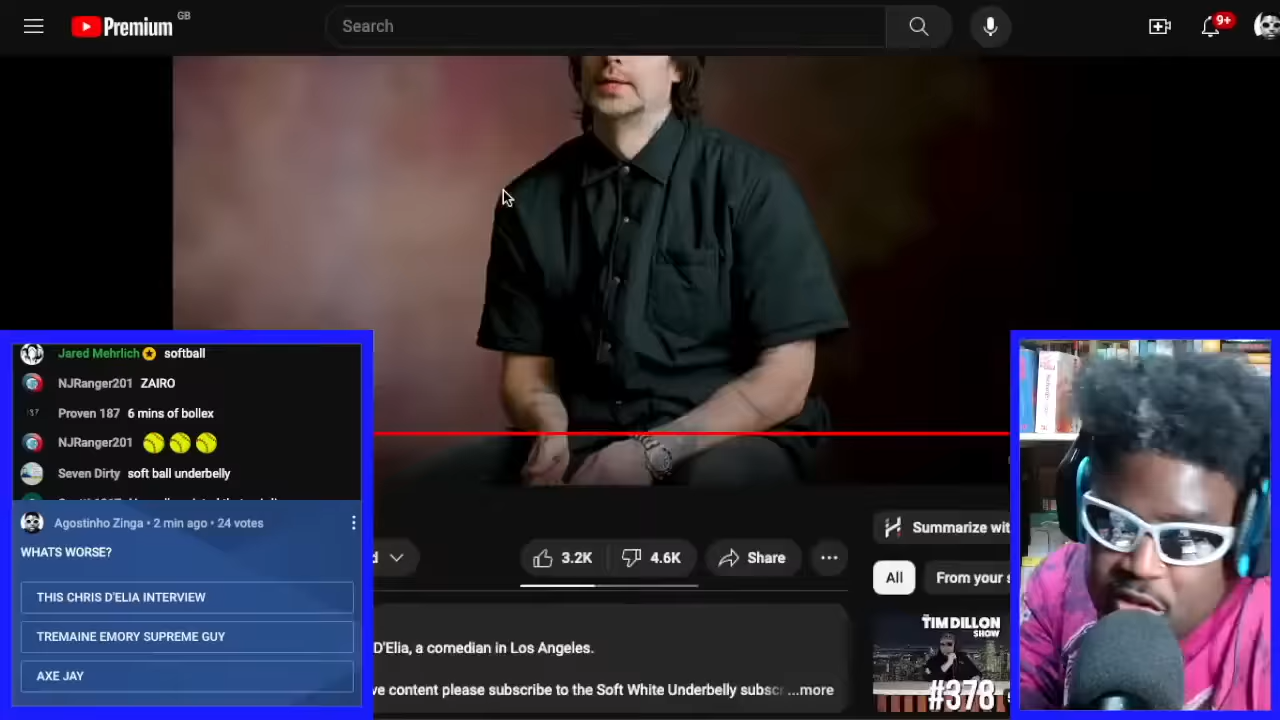 Premium GB
Search
9+
Jared Mehrlich softball
NJRanger201 ZAIRO
Proven 187 6 mins of bollex
NJRanger201
Seven Dirty soft ball underbelly
Agostinho Zinga • 2 min ago • 24 votes
WHATS WORSE?
THIS CHRIS D'ELIA INTERVIEW
TREMAINE EMORY SUPREME GUY
AXE JAY
d
3.2K
4.6K
Share
D'Elia, a comedian in Los Angeles.
ve content please subscribe to the Soft White Underbelly subsc ...more
Summarize wit
All
From your s
THE TIM DILLON
SHOW
#378